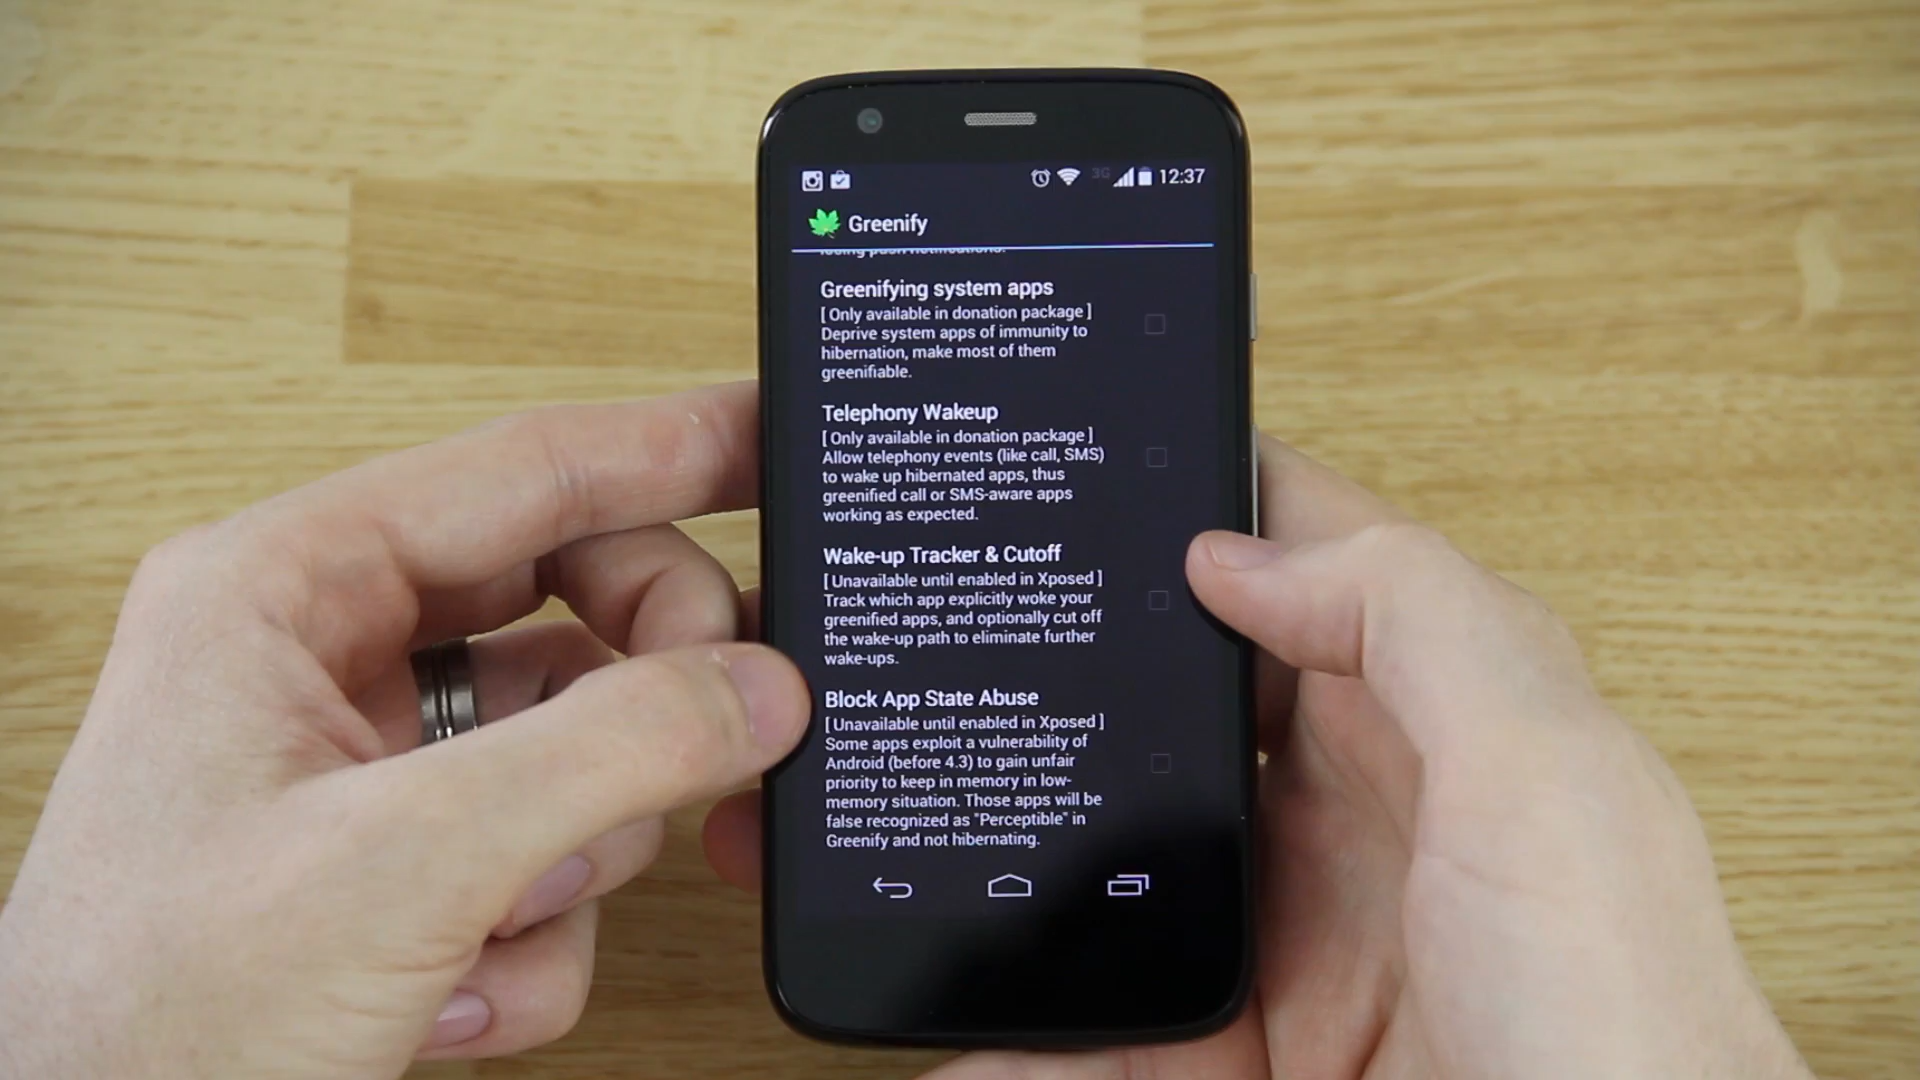 3G 12:37
Greenify
losing push notifications.
Greenifying system apps
[ Only available in donation package ]
Deprive system apps of immunity to
hibernation, make most of them
greenifiable.
Telephony Wakeup
[ Only available in donation package ]
Allow telephony events (like call, SMS)
to wake up hibernated apps, thus
greenified call or SMS-aware apps
working as expected.
Wake-up Tracker & Cutoff
[ Unavailable until enabled in Xposed ]
Track which app explicitly woke your
greenified apps, and optionally cut off
the wake-up path to eliminate further
wake-ups.
Block App State Abuse
[ Unavailable until enabled in Xposed ]
Some apps exploit a vulnerability of
Android (before 4.3) to gain unfair
priority to keep in memory in low-
memory situation. Those apps will be
false recognized as "Perceptible" in
Greenify and not hibernating.